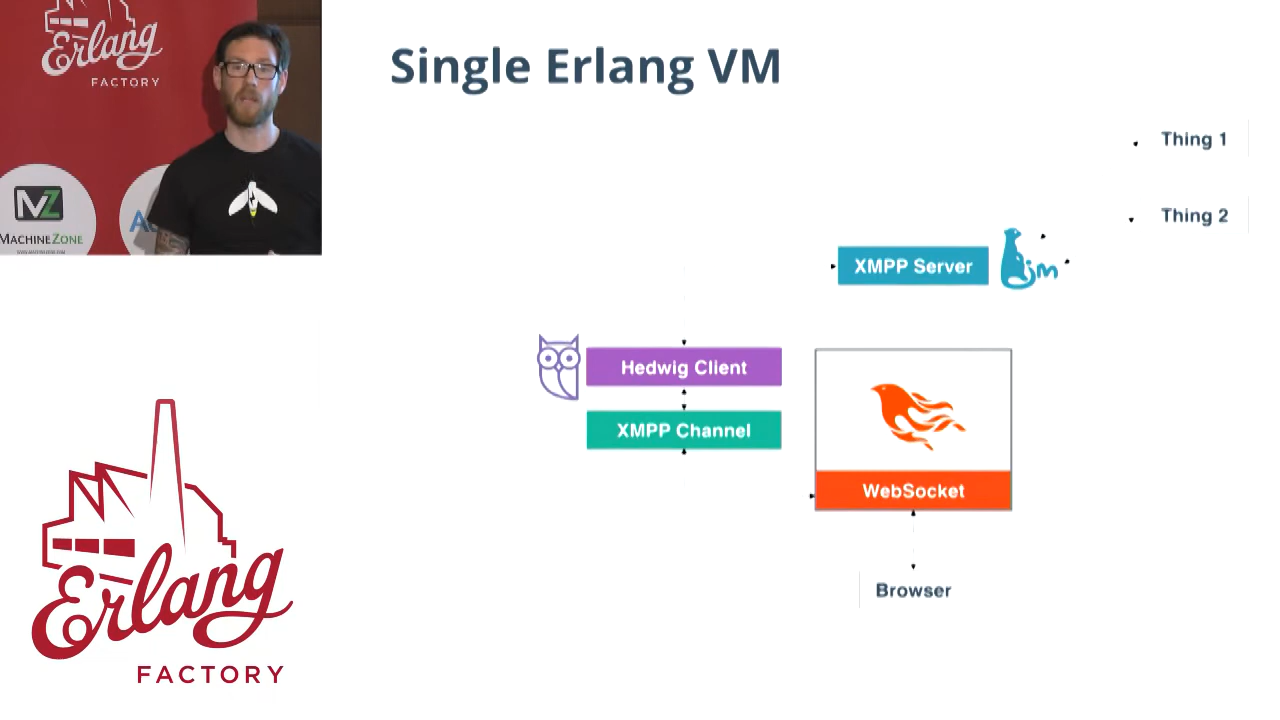 Erlang
FACTORY
MZ
MACHINEZONE
Single Erlang VM
Thing 1
Thing 2
XMPP Server
im
Hedwig Client
XMPP Channel
WebSocket
Browser
Erlang
FACTORY